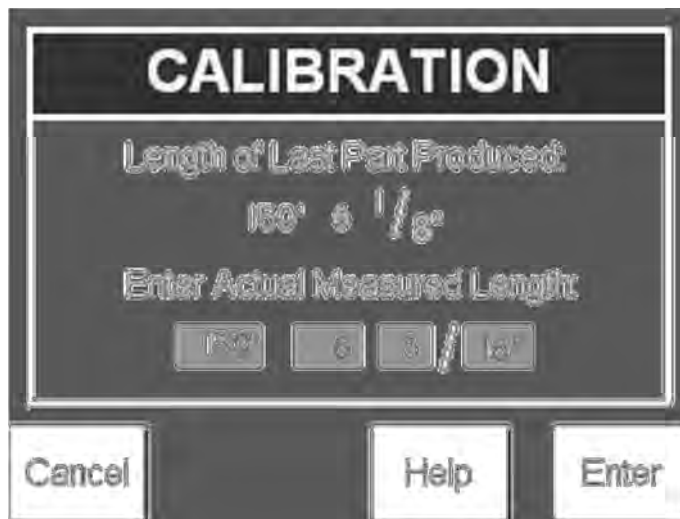 CALIBRATION
Length of Last Part Produced:
150' 6 1/8"
Enter Actual Measured Length:
150' 6 3/16"
Cancel Help Enter